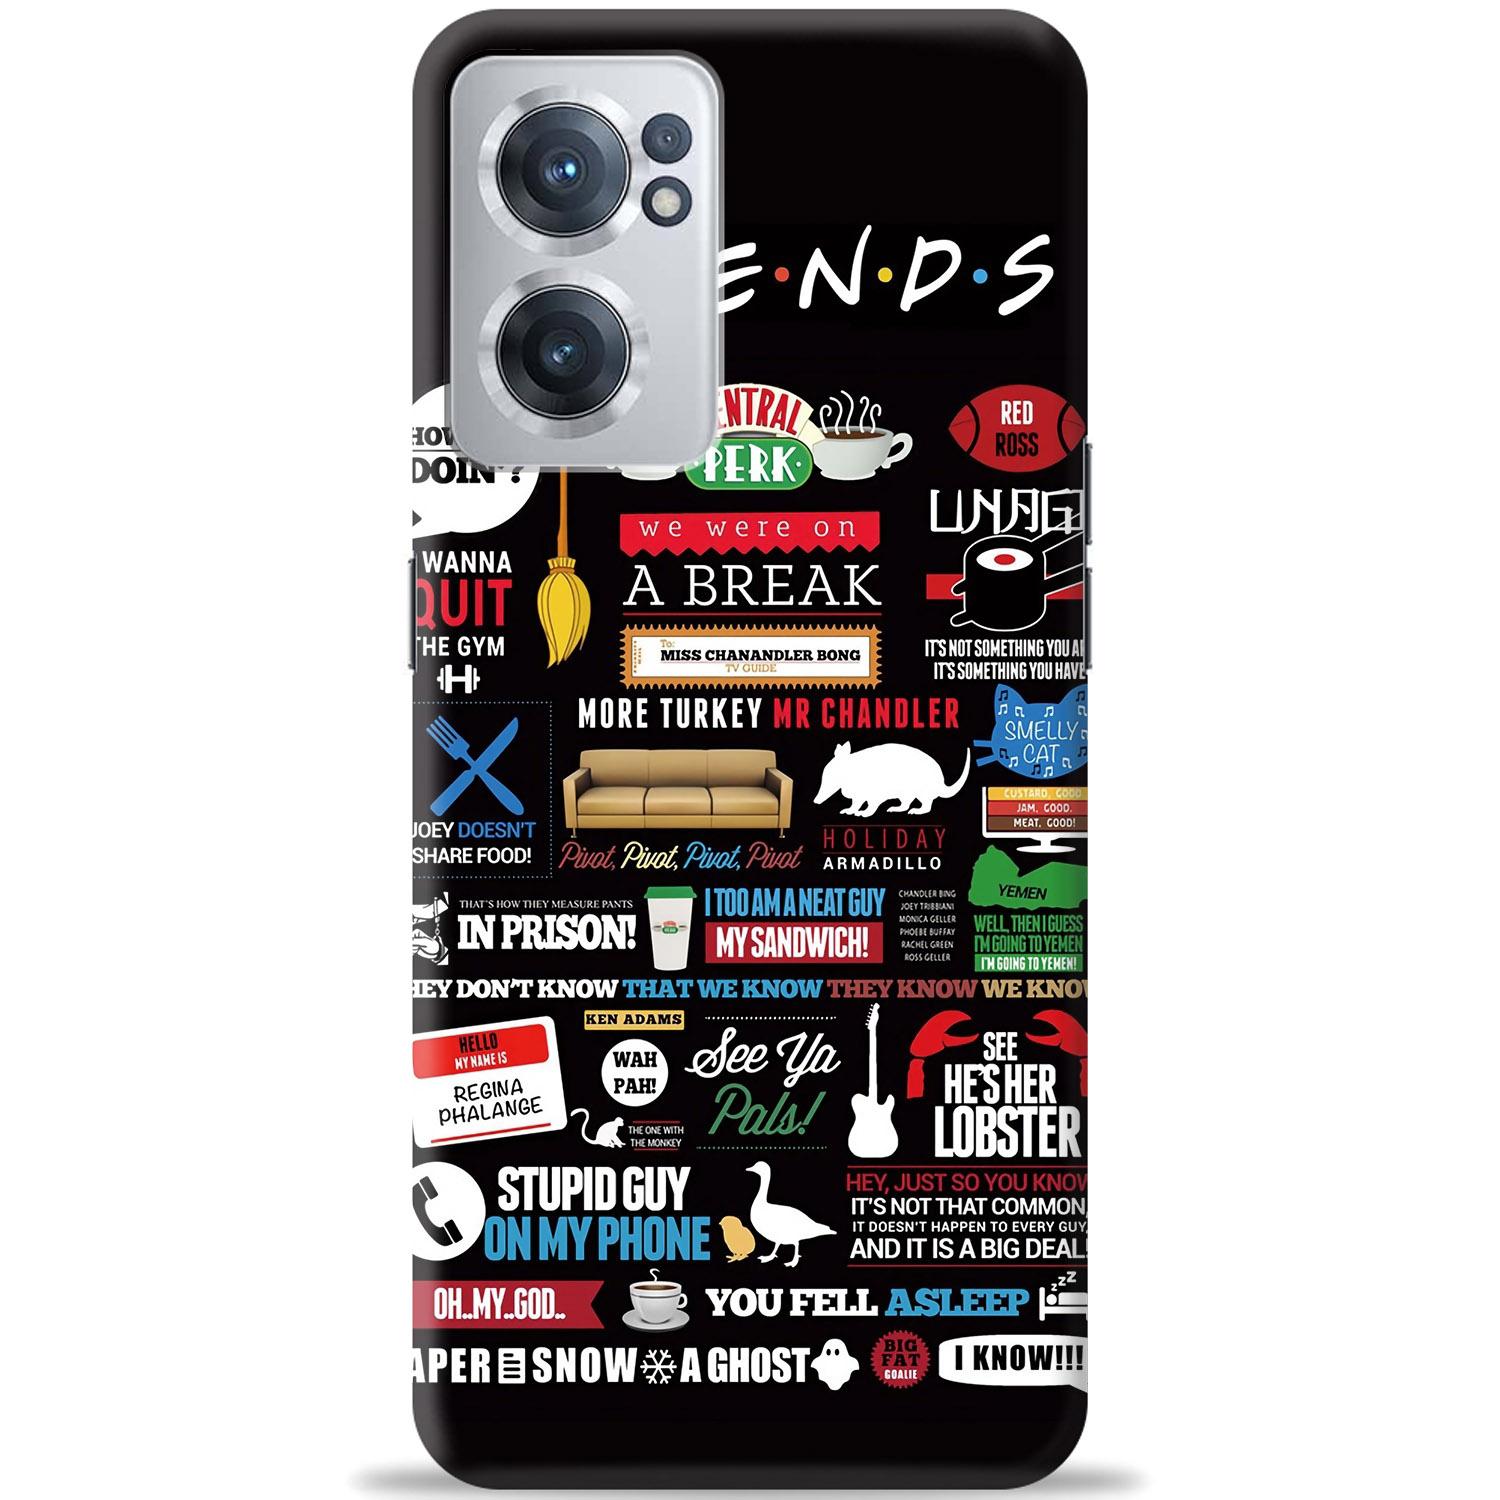 E·N·D·S
HOW
DOIN'?
ENTRAL
PERK
RED
ROSS
we were on
A BREAK
UNAGI
WANNA
QUIT
THE GYM
To:
MISS CHANANDLER BONG
TV GUIDE
IT'S NOT SOMETHING YOU AR
IT'S SOMETHING YOU HAVE
MORE TURKEY MR CHANDLER
SMELLY
CAT
CUSTARD, GOOD
JAM, GOOD.
MEAT, GOOD!
JOEY DOESN'T
SHARE FOOD!
Pivot, Pivot, Pivot, Pivot
HOLIDAY
ARMADILLO
YEMEN
THAT'S HOW THEY MEASURE PANTS
IN PRISON!
I TOO AM A NEAT GUY
MY SANDWICH!
CHANDLER BING
JOEY TRIBBIANI
MONICA GELLER
PHOEBE BUFFAY
RACHEL GREEN
ROSS GELLER
WELL, THEN I GUESS
I'M GOING TO YEMEN
I'M GOING TO YEMEN!
HEY DON'T KNOW THAT WE KNOW THEY KNOW WE KNOW
HELLO
MY NAME IS
REGINA
PHALANGE
KEN ADAMS
WAH
PAH!
THE ONE WITH
THE MONKEY
See Ya
Pals!
SEE
HE'S HER
LOBSTER
STUPID GUY
ON MY PHONE
HEY, JUST SO YOU KNOW
IT'S NOT THAT COMMON,
IT DOESN'T HAPPEN TO EVERY GUY,
AND IT IS A BIG DEAL!
OH..MY..GOD..
YOU FELL ASLEEP
zzz
APER SNOW A GHOST
BIG
FAT
GOALIE
I KNOW!!!